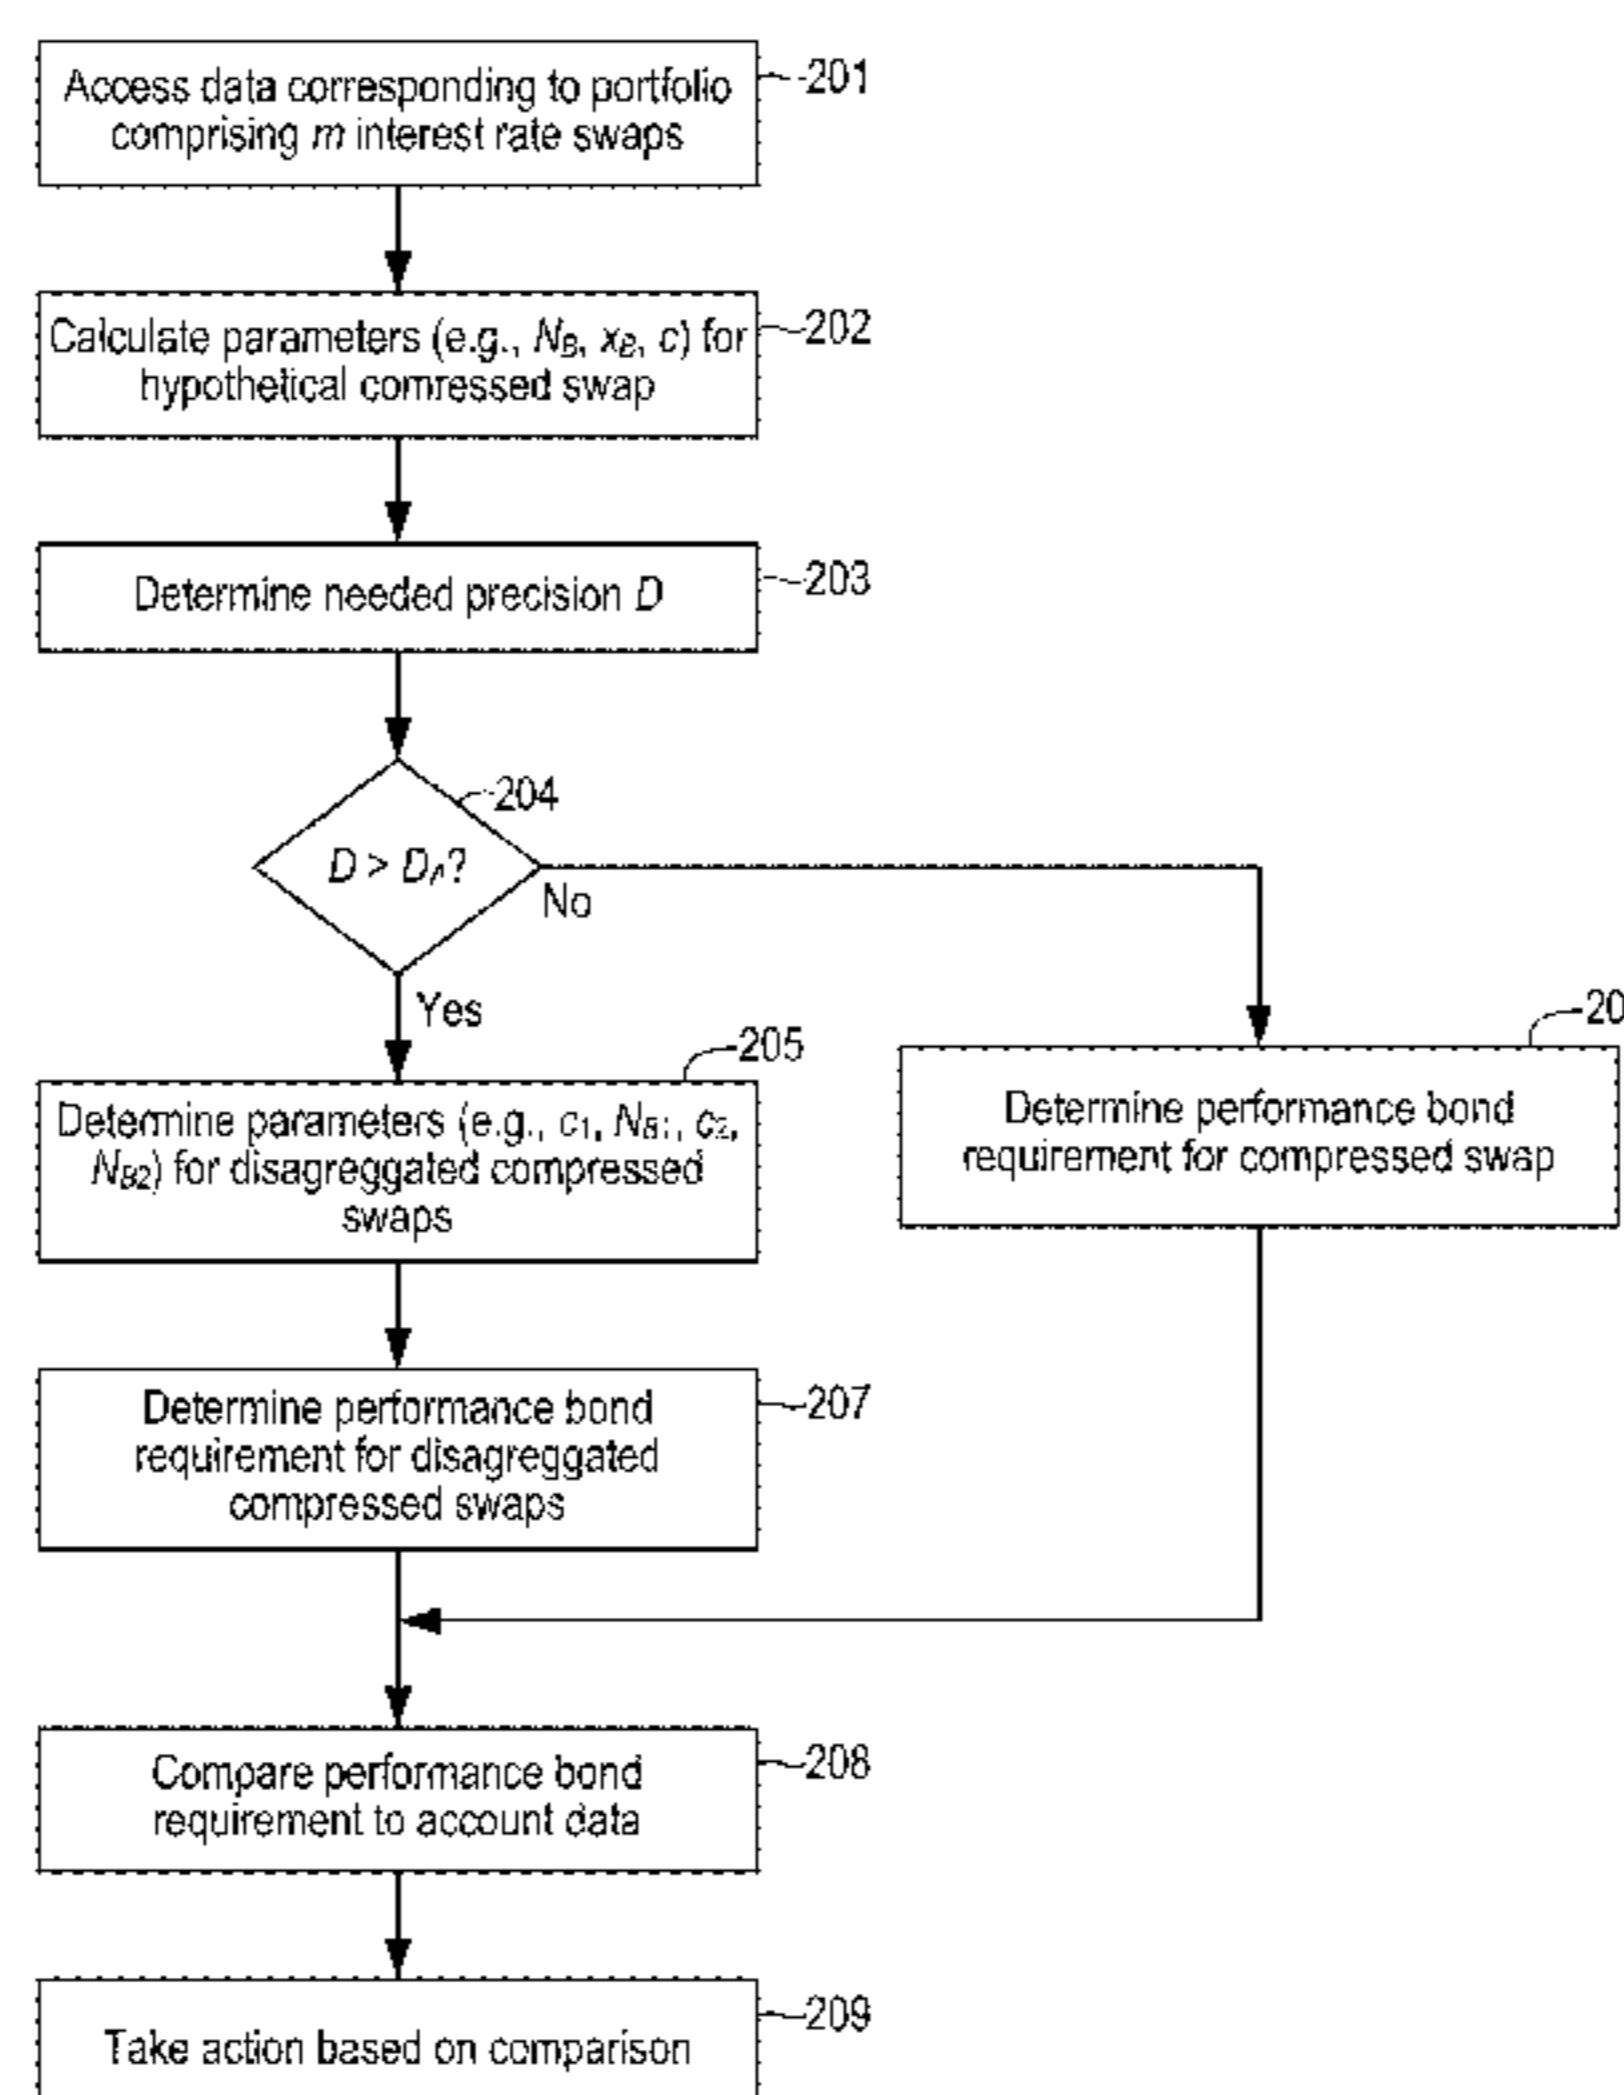 Access data corresponding to portfolio
comprising m interest rate swaps
201
Calculate parameters (e.g., NB, xB, c) for
hypothetical comressed swap
202
Determine needed precision D
203
204
D > DA?
No
Yes
205
Determine parameters (e.g., c1, NB1, c2,
NB2) for disagreggated compressed
swaps
20
Determine performance bond
requirement for compressed swap
Determine performance bond
requirement for disagreggated
compressed swaps
207
Compare performance bond
requirement to account data
208
Take action based on comparison
209